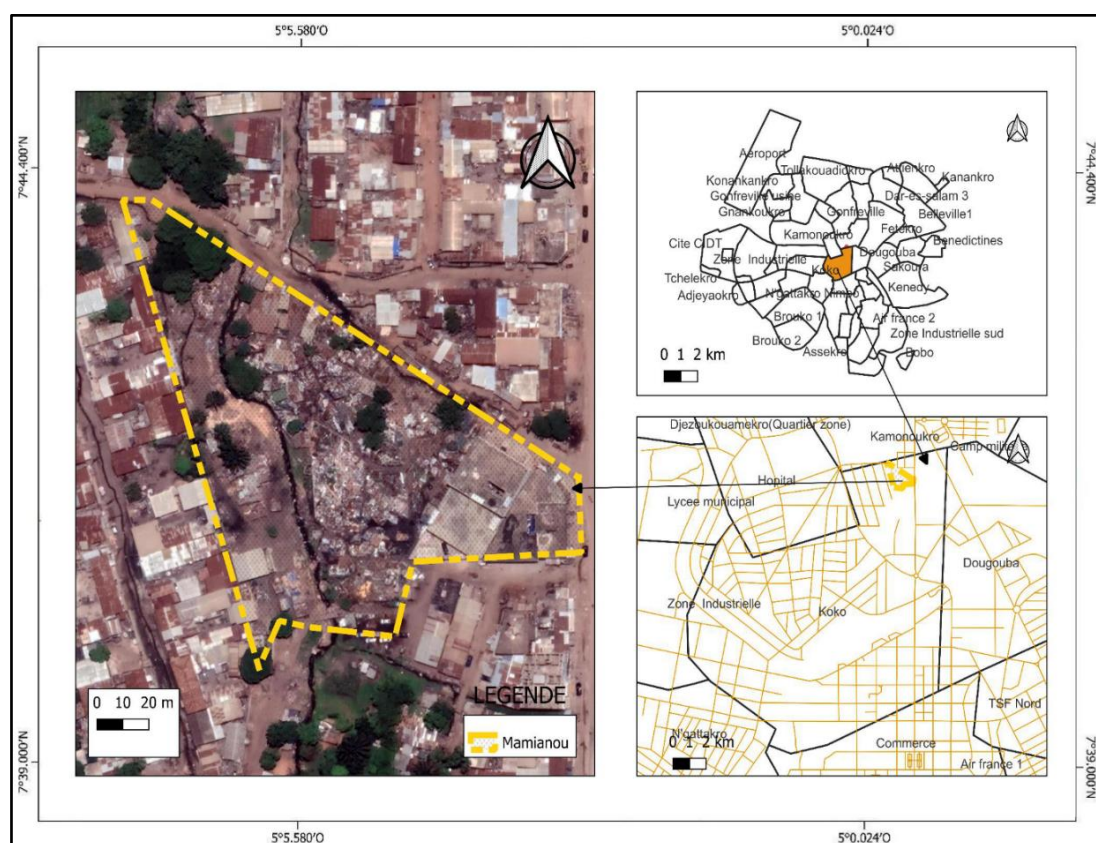 5°5.580'O
5°0.024'O
7°44.400'N
7°44.400'N
0 10 20 m
LEGENDE
Mamianou
Aeroport
Tollakouadiokro
Attienkro
Kanankro
Konankankro
Gonfreville usine
Dar-es-salam 3
Gnankoukro
Gonfreville
Belleville1
Kamonoukro
Fetekro
Cite CIDT
Benedictines
Dougouba
Zone Industrielle
Koko
Sakoura
Tchelekro
Kenedy
Adjeyaokro
N'gattakro
Nimbo
Brouko 1
Air france 2
Zone Industrielle sud
Brouko 2
Assekro
Bobo
0 1 2 km
Djezoukouamekro(Quartier zone)
Kamonoukro
Hopital
Lycee municipal
Dougouba
Zone Industrielle
Koko
TSF Nord
N'gattakro
Commerce
0 1 2 km
Air france 1
7°39.000'N
7°39.000'N
5°5.580'O
5°0.024'O